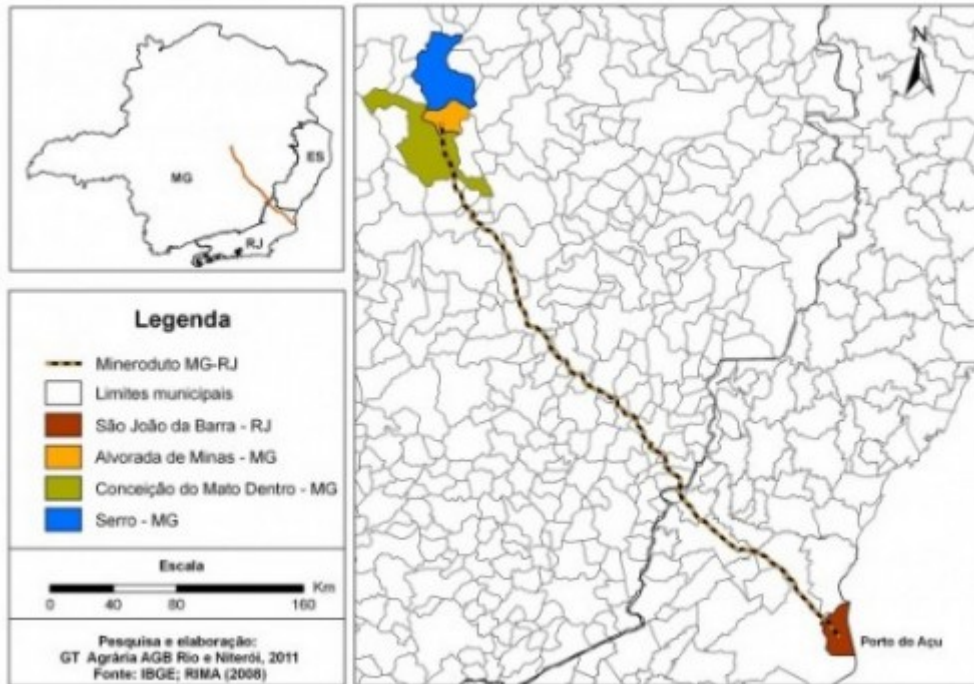 MG
ES
RJ
N
Legenda
Mineroduto MG-RJ
Limites municipais
São João da Barra - RJ
Alvorada de Minas - MG
Conceição do Mato Dentro - MG
Serro - MG
Escala
Km
0 40 80 160
Pesquisa e elaboração:
GT Agrária AGB Rio e Niterói, 2011
Fonte: IBGE; RIMA (2008)
Porto do Açu